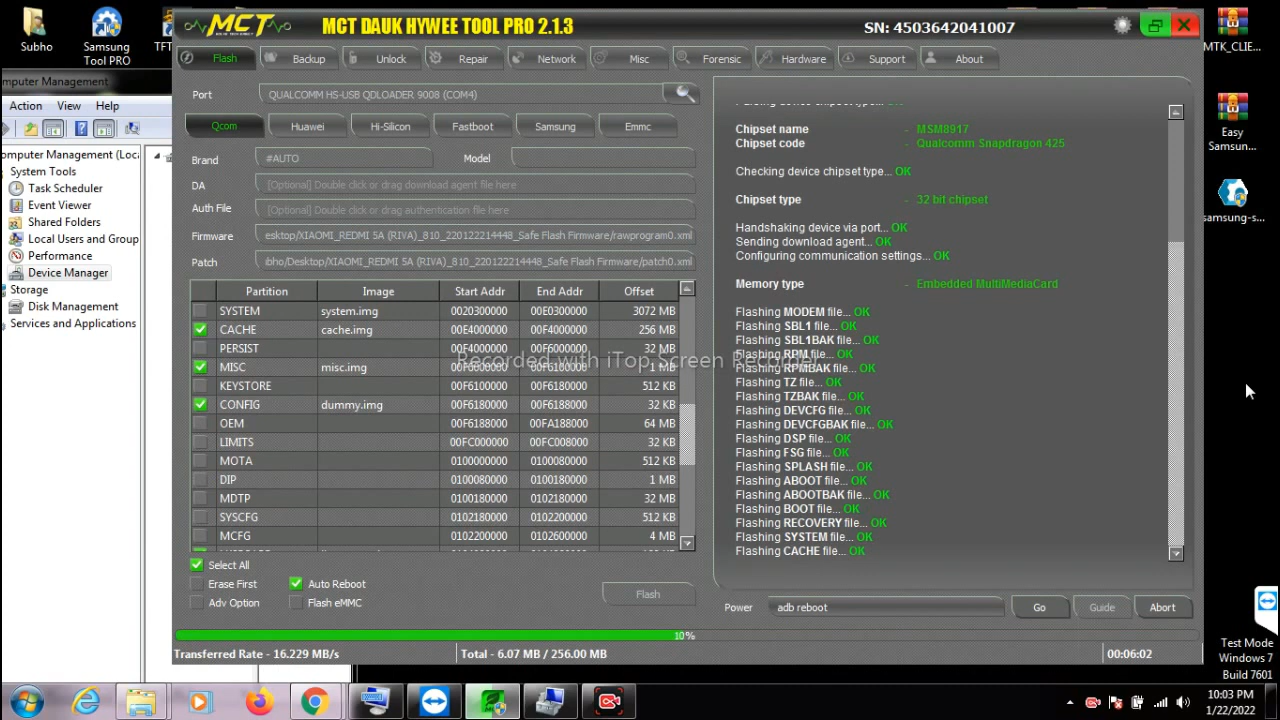 Subho
Samsung
Tool PRO
TFT
MCT
MCT DAUK HYWEE TOOL PRO 2.1.3
SN: 4503642041007
Flash
Backup
Unlock
Repair
Network
Misc
Forensic
Hardware
Support
About
omputer Management
Action View Help
omputer Management (Loca
System Tools
Task Scheduler
Event Viewer
Shared Folders
Local Users and Group
Performance
Device Manager
Storage
Disk Management
Services and Applications
Port
QUALCOMM HS-USB QDLOADER 9008 (COM4)
Qcom
Huawei
Hi-Silicon
Fastboot
Samsung
Emmc
Brand
#AUTO
Model
DA
[Optional] Double click or drag download agent file here
Auth File
[Optional] Double click or drag authentication file here
Firmware
esktop/XIAOMI_REDMI 5A (RIVA)_810_220122214448_Safe Flash Firmware/rawprogram0.xml
Patch
ibho/Desktop/XIAOMI_REDMI 5A (RIVA)_810_220122214448_Safe Flash Firmware/patch0.xml
Partition Image Start Addr End Addr Offset
SYSTEM system.img 0020300000 00E0300000 3072 MB
CACHE cache.img 00E4000000 00F4000000 256 MB
PERSIST 00F4000000 00F6000000 32 MB
MISC misc.img 00F6000000 00F6100000 1 MB
KEYSTORE 00F6100000 00F6180000 512 KB
CONFIG dummy.img 00F6180000 00F6188000 32 KB
OEM 00F6188000 00FA188000 64 MB
LIMITS 00FC000000 00FC008000 32 KB
MOTA 0100000000 0100080000 512 KB
DIP 0100080000 0100180000 1 MB
MDTP 0100180000 0102180000 32 MB
SYSCFG 0102180000 0102200000 512 KB
MCFG 0102200000 0102600000 4 MB
Select All
Erase First
Auto Reboot
Adv Option
Flash eMMC
Flash
Chipset name - MSM8917
Chipset code - Qualcomm Snapdragon 425
Checking device chipset type... OK
Chipset type - 32 bit chipset
Handshaking device via port... OK
Sending download agent... OK
Configuring communication settings... OK
Memory type - Embedded MultiMediaCard
Flashing MODEM file... OK
Flashing SBL1 file... OK
Flashing SBL1BAK file... OK
Flashing RPM file... OK
Flashing RPMBAK file... OK
Flashing TZ file... OK
Flashing TZBAK file... OK
Flashing DEVCFG file... OK
Flashing DEVCFGBAK file... OK
Flashing DSP file... OK
Flashing FSG file... OK
Flashing SPLASH file... OK
Flashing ABOOT file... OK
Flashing ABOOTBAK file... OK
Flashing BOOT file... OK
Flashing RECOVERY file... OK
Flashing SYSTEM file... OK
Flashing CACHE file... OK
Recorded with iTop Screen Recorder
Power
adb reboot
Go
Guide
Abort
10%
Transferred Rate - 16.229 MB/s
Total - 6.07 MB / 256.00 MB
00:06:02
MTK_CLIE...
Easy
Samsun...
samsung-s...
Test Mode
Windows 7
Build 7601
10:03 PM
1/22/2022